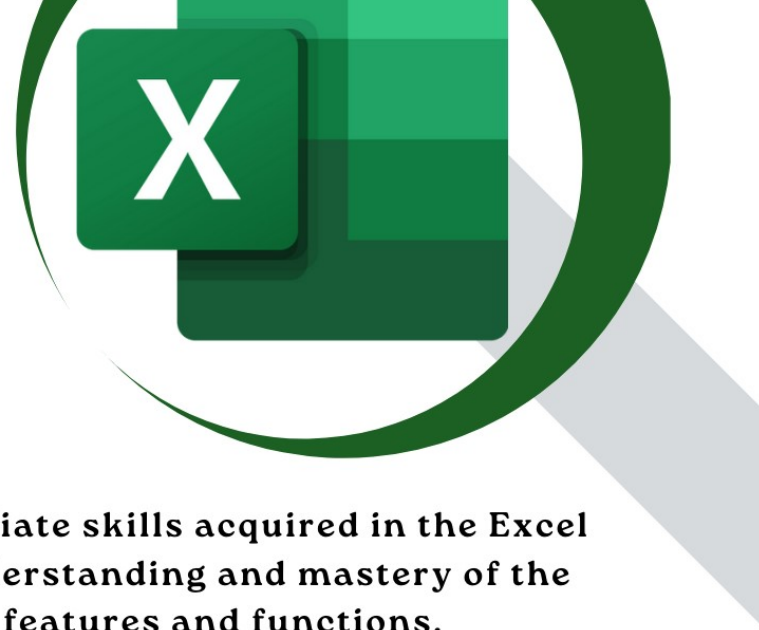 X
iate skills acquired in the Excel
erstanding and mastery of the
features and functions.